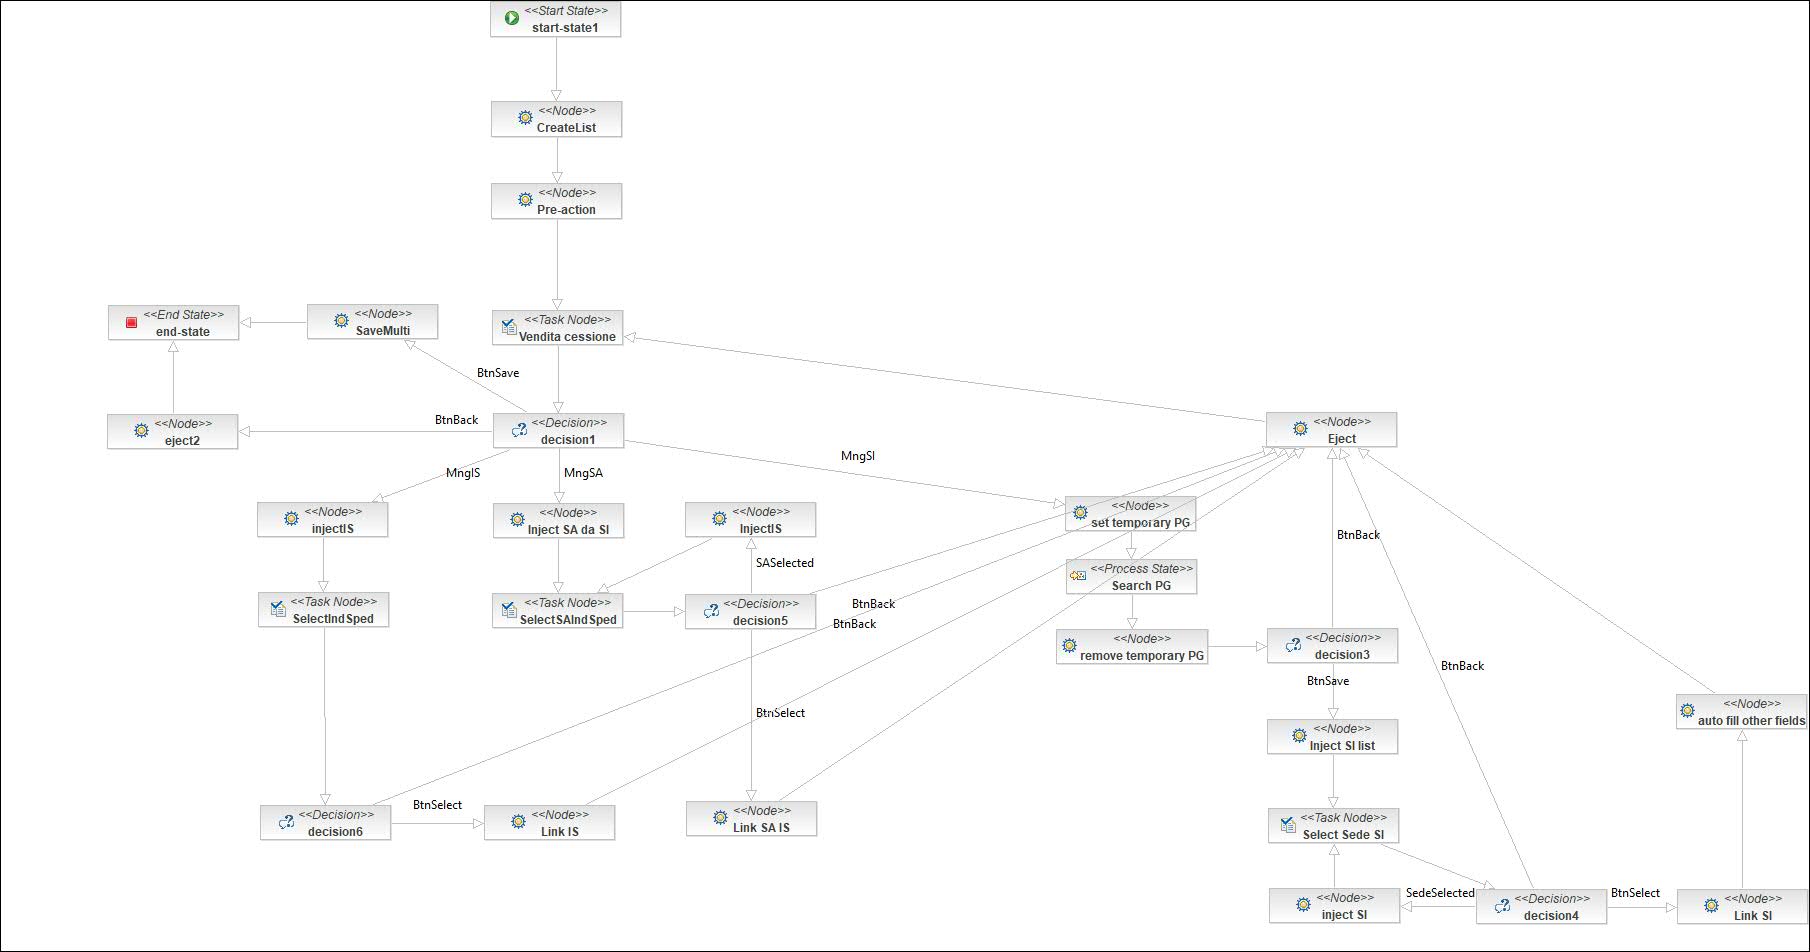 <<Start State>>
start-state1
<<Node>>
CreateList
<<Node>>
Pre-action
<<End State>>
end-state
<<Node>>
SaveMulti
<<Task Node>>
Vendita cessione
BtnSave
<<Node>>
eject2
BtnBack
<<Decision>>
decision1
<<Node>>
Eject
MngIS
MngSA
MngSI
<<Node>>
injectIS
<<Node>>
Inject SA da SI
<<Node>>
InjectIS
<<Node>>
set temporary PG
BtnBack
SASelected
<<Process State>>
Search PG
<<Task Node>>
SelectIndSped
<<Task Node>>
SelectSAIndSped
<<Decision>>
decision5
BtnBack
BtnBack
<<Node>>
remove temporary PG
<<Decision>>
decision3
BtnBack
BtnSave
BtnSelect
<<Node>>
auto fill other fields
<<Node>>
Inject SI list
<<Decision>>
decision6
BtnSelect
<<Node>>
Link IS
<<Node>>
Link SA IS
<<Task Node>>
Select Sede SI
<<Node>>
inject SI
SedeSelected
<<Decision>>
decision4
BtnSelect
<<Node>>
Link SI